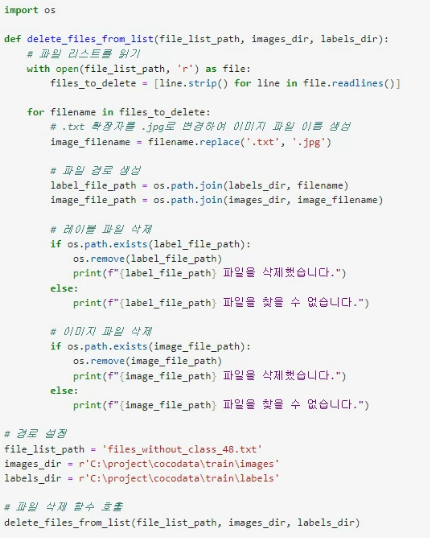 import os

def delete_files_from_list(file_list_path, images_dir, labels_dir):
    # 파일 리스트를 읽기
    with open(file_list_path, 'r') as file:
        files_to_delete = [line.strip() for line in file.readlines()]

    for filename in files_to_delete:
        # .txt 확장자를 .jpg로 변경하여 이미지 파일 이름 생성
        image_filename = filename.replace('.txt', '.jpg')

        # 파일 경로 생성
        label_file_path = os.path.join(labels_dir, filename)
        image_file_path = os.path.join(images_dir, image_filename)

        # 레이블 파일 삭제
        if os.path.exists(label_file_path):
            os.remove(label_file_path)
            print(f"{label_file_path} 파일을 삭제했습니다.")
        else:
            print(f"{label_file_path} 파일을 찾을 수 없습니다.")

        # 이미지 파일 삭제
        if os.path.exists(image_file_path):
            os.remove(image_file_path)
            print(f"{image_file_path} 파일을 삭제했습니다.")
        else:
            print(f"{image_file_path} 파일을 찾을 수 없습니다.")

# 경로 설정
file_list_path = 'files_without_class_48.txt'
images_dir = r'C:\project\cocodata\train\images'
labels_dir = r'C:\project\cocodata\train\labels'

# 파일 삭제 함수 호출
delete_files_from_list(file_list_path, images_dir, labels_dir)